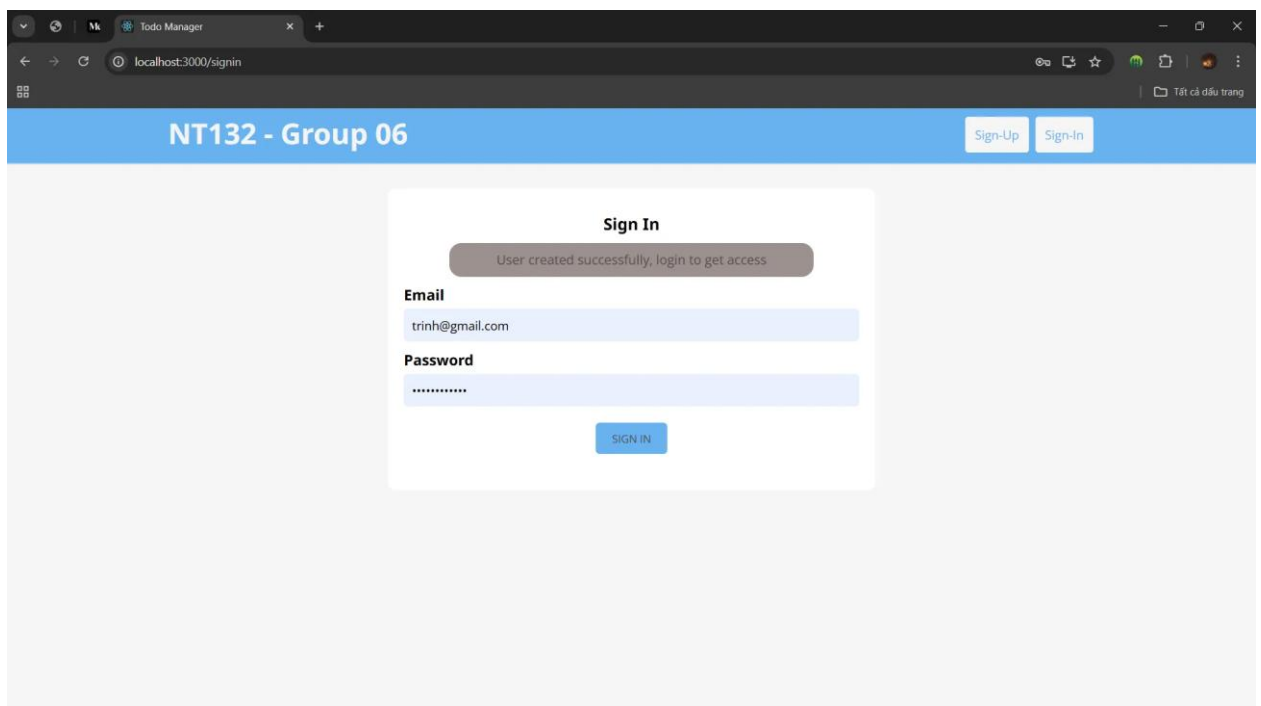 Mk
Todo Manager
localhost:3000/signin
Tất cả dấu trang
NT132 - Group 06
Sign-Up
Sign-In
Sign In
User created successfully, login to get access
Email
trinh@gmail.com
Password
••••••••••••
SIGN IN